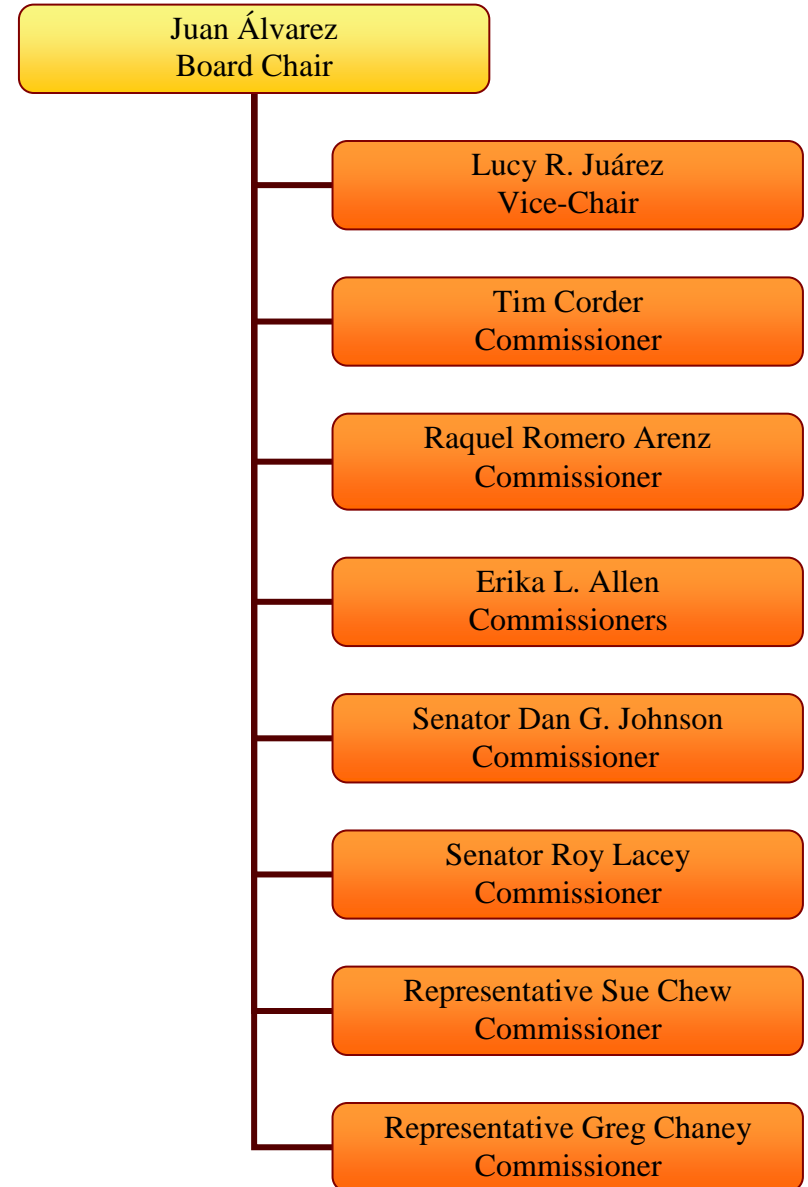 Juan Álvarez
Board Chair
Lucy R. Juárez
Vice-Chair
Tim Corder
Commissioner
Raquel Romero Arenz
Commissioner
Erika L. Allen
Commissioners
Senator Dan G. Johnson
Commissioner
Senator Roy Lacey
Commissioner
Representative Sue Chew
Commissioner
Representative Greg Chaney
Commissioner